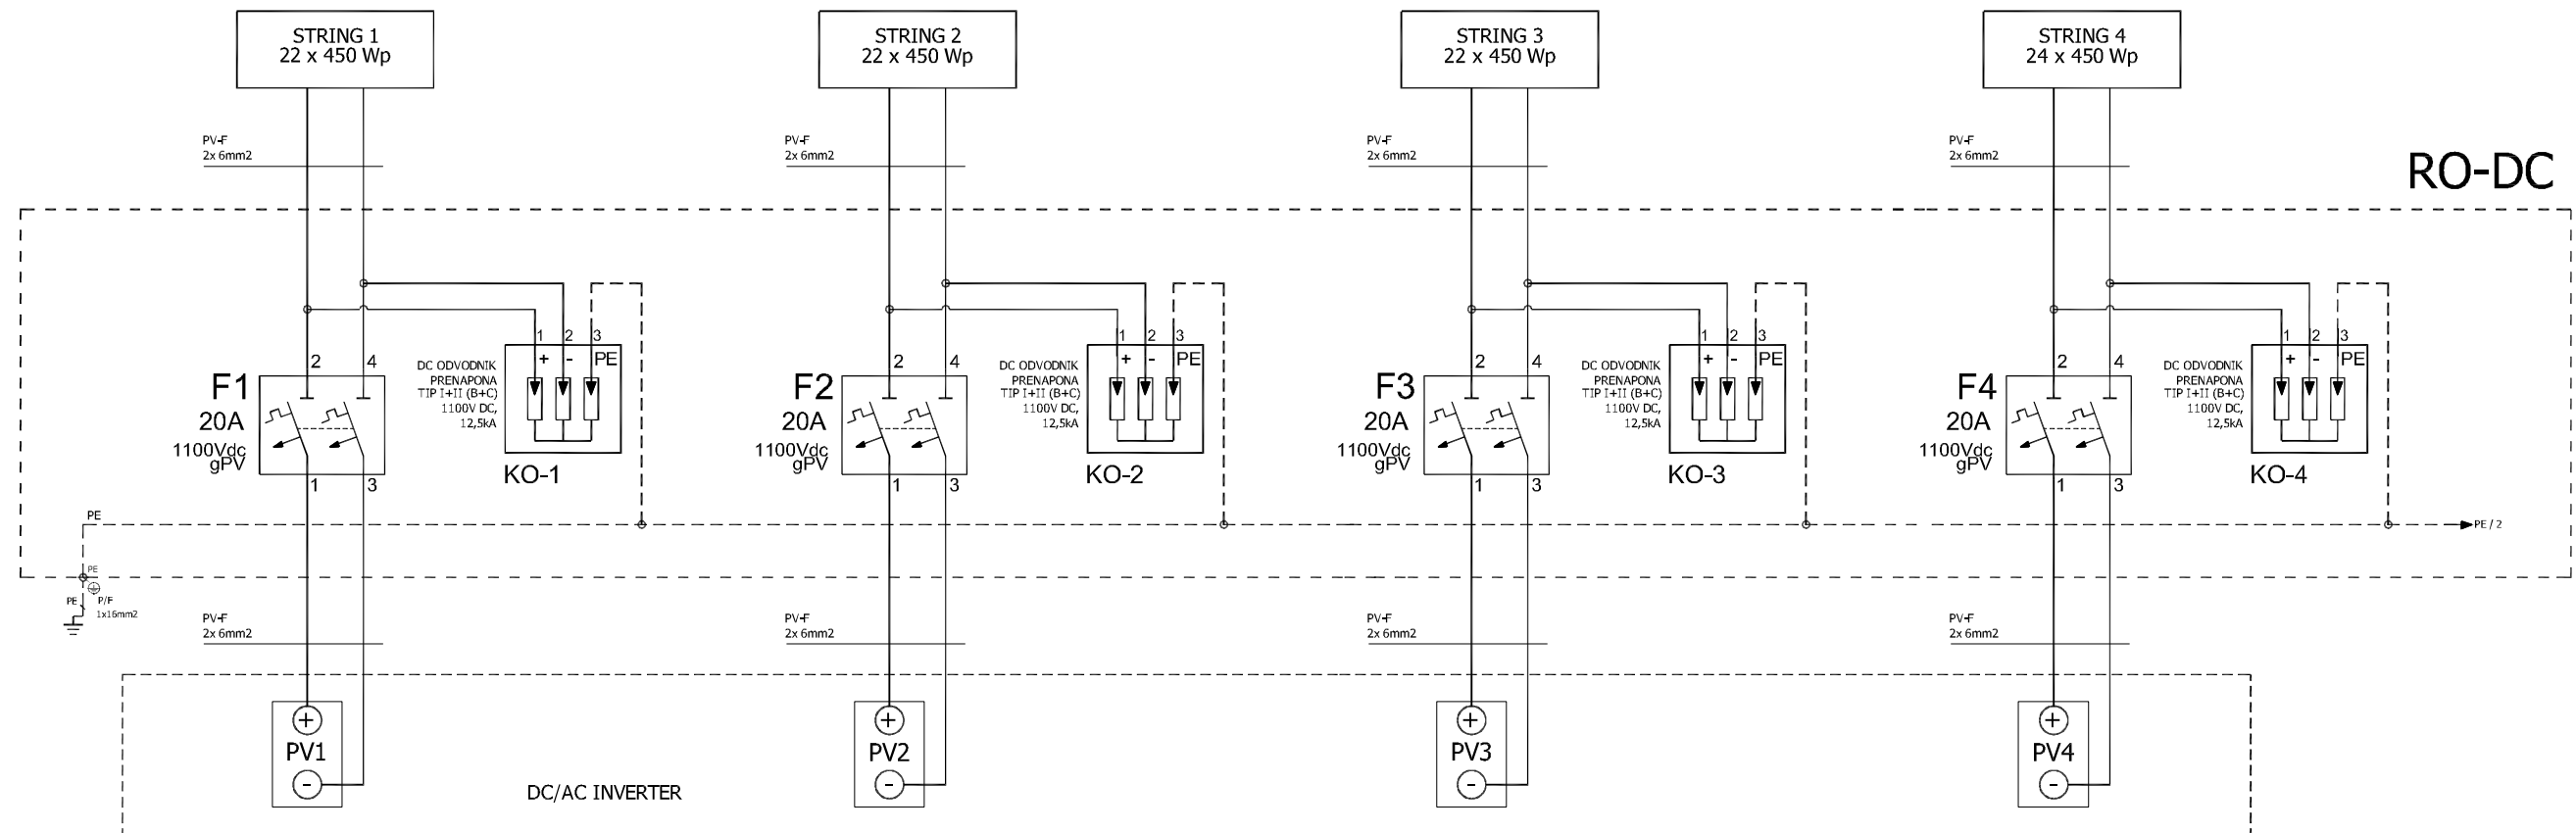 STRING 1
22 x 450 Wp
STRING 2
22 x 450 Wp
STRING 3
22 x 450 Wp
STRING 4
24 x 450 Wp
PV-F
2x 6mm2
PV-F
2x 6mm2
PV-F
2x 6mm2
PV-F
2x 6mm2
RO-DC
2 4
F1
20A
1100Vdc
gPV
1 3
DC ODVODNIK
PRENAPONA
TIP I+II (B+C)
1100V DC,
12,5kA
1 2 3
+ - PE
KO-1
2 4
F2
20A
1100Vdc
gPV
1 3
DC ODVODNIK
PRENAPONA
TIP I+II (B+C)
1100V DC,
12,5kA
1 2 3
+ - PE
KO-2
2 4
F3
20A
1100Vdc
gPV
1 3
DC ODVODNIK
PRENAPONA
TIP I+II (B+C)
1100V DC,
12,5kA
1 2 3
+ - PE
KO-3
2 4
F4
20A
1100Vdc
gPV
1 3
DC ODVODNIK
PRENAPONA
TIP I+II (B+C)
1100V DC,
12,5kA
1 2 3
+ - PE
KO-4
PE
PE / 2
PE
PE
P/F
1x16mm2
PV-F
2x 6mm2
PV-F
2x 6mm2
PV-F
2x 6mm2
PV-F
2x 6mm2
+
PV1
-
+
PV2
-
+
PV3
-
+
PV4
-
DC/AC INVERTER